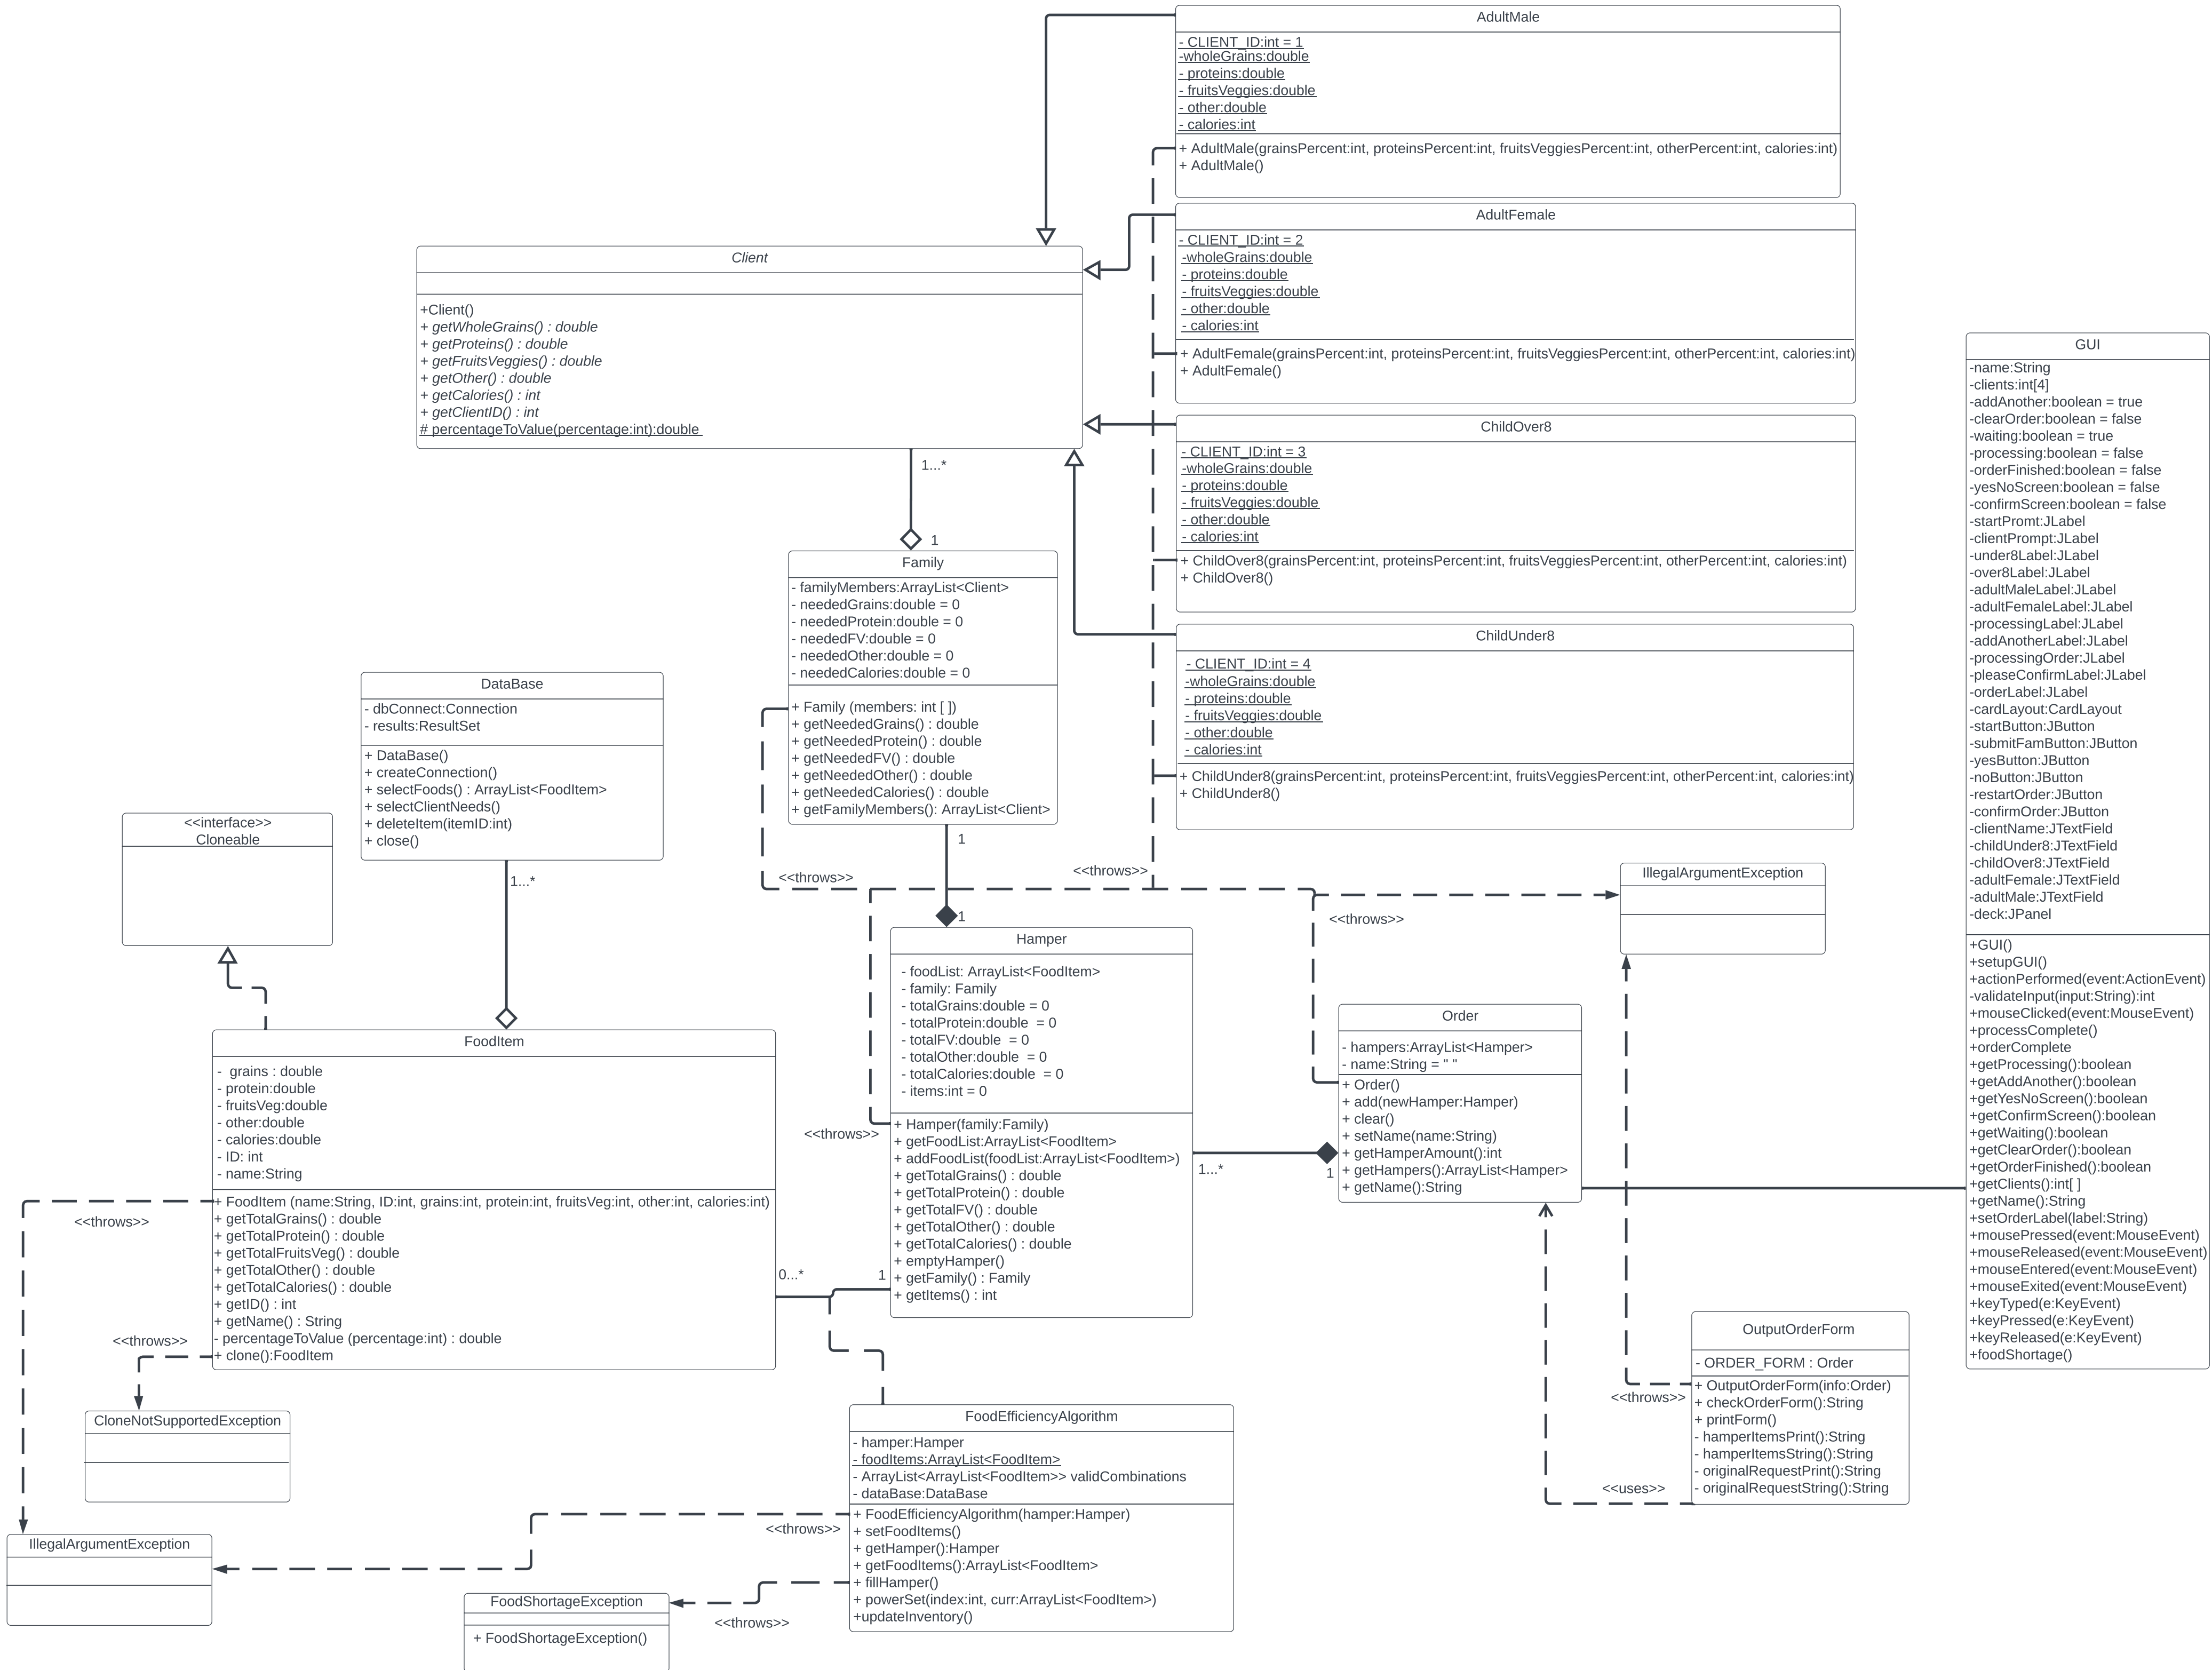 AdultMale
- CLIENT_ID:int = 1
-wholeGrains:double
- proteins:double
- fruitsVeggies:double
- other:double
- calories:int
+ AdultMale(grainsPercent:int, proteinsPercent:int, fruitsVeggiesPercent:int, otherPercent:int, calories:int)
+ AdultMale()
AdultFemale
- CLIENT_ID:int = 2
-wholeGrains:double
- proteins:double
- fruitsVeggies:double
- other:double
- calories:int
+ AdultFemale(grainsPercent:int, proteinsPercent:int, fruitsVeggiesPercent:int, otherPercent:int, calories:int)
+ AdultFemale()
Client
+Client()
+ getWholeGrains() : double
+ getProteins() : double
+ getFruitsVeggies() : double
+ getOther() : double
+ getCalories() : int
+ getClientID() : int
# percentageToValue(percentage:int):double
1...*
1
ChildOver8
- CLIENT_ID:int = 3
-wholeGrains:double
- proteins:double
- fruitsVeggies:double
- other:double
- calories:int
+ ChildOver8(grainsPercent:int, proteinsPercent:int, fruitsVeggiesPercent:int, otherPercent:int, calories:int)
+ ChildOver8()
ChildUnder8
- CLIENT_ID:int = 4
-wholeGrains:double
- proteins:double
- fruitsVeggies:double
- other:double
- calories:int
+ ChildUnder8(grainsPercent:int, proteinsPercent:int, fruitsVeggiesPercent:int, otherPercent:int, calories:int)
+ ChildUnder8()
GUI
-name:String
-clients:int[4]
-addAnother:boolean = true
-clearOrder:boolean = false
-waiting:boolean = true
-processing:boolean = false
-orderFinished:boolean = false
-yesNoScreen:boolean = false
-confirmScreen:boolean = false
-startPromt:JLabel
-clientPrompt:JLabel
-under8Label:JLabel
-over8Label:JLabel
-adultMaleLabel:JLabel
-adultFemaleLabel:JLabel
-processingLabel:JLabel
-addAnotherLabel:JLabel
-processingOrder:JLabel
-pleaseConfirmLabel:JLabel
-orderLabel:JLabel
-cardLayout:CardLayout
-startButton:JButton
-submitFamButton:JButton
-yesButton:JButton
-noButton:JButton
-restartOrder:JButton
-confirmOrder:JButton
-clientName:JTextField
-childUnder8:JTextField
-childOver8:JTextField
-adultFemale:JTextField
-adultMale:JTextField
-deck:JPanel
+GUI()
+setupGUI()
+actionPerformed(event:ActionEvent)
-validateInput(input:String):int
+mouseClicked(event:MouseEvent)
+processComplete()
+orderComplete
+getProcessing():boolean
+getAddAnother():boolean
+getYesNoScreen():boolean
+getConfirmScreen():boolean
+getWaiting():boolean
+getClearOrder():boolean
+getOrderFinished():boolean
+getClients():int[ ]
+getName():String
+setOrderLabel(label:String)
+mousePressed(event:MouseEvent)
+mouseReleased(event:MouseEvent)
+mouseEntered(event:MouseEvent)
+mouseExited(event:MouseEvent)
+keyTyped(e:KeyEvent)
+keyPressed(e:KeyEvent)
+keyReleased(e:KeyEvent)
+foodShortage()
Family
- familyMembers:ArrayList<Client>
- neededGrains:double = 0
- neededProtein:double = 0
- neededFV:double = 0
- neededOther:double = 0
- neededCalories:double = 0
+ Family (members: int [ ])
+ getNeededGrains() : double
+ getNeededProtein() : double
+ getNeededFV() : double
+ getNeededOther() : double
+ getNeededCalories() : double
+ getFamilyMembers(): ArrayList<Client>
1
1
<<throws>>
<<throws>>
<<throws>>
DataBase
- dbConnect:Connection
- results:ResultSet
+ DataBase()
+ createConnection()
+ selectFoods() : ArrayList<FoodItem>
+ selectClientNeeds()
+ deleteItem(itemID:int)
+ close()
1...*
<<interface>>
Cloneable
IllegalArgumentException
Hamper
- foodList: ArrayList<FoodItem>
- family: Family
- totalGrains:double = 0
- totalProtein:double  = 0
- totalFV:double  = 0
- totalOther:double  = 0
- totalCalories:double  = 0
- items:int = 0
+ Hamper(family:Family)
+ getFoodList:ArrayList<FoodItem>
+ addFoodList(foodList:ArrayList<FoodItem>)
+ getTotalGrains() : double
+ getTotalProtein() : double
+ getTotalFV() : double
+ getTotalOther() : double
+ getTotalCalories() : double
+ emptyHamper()
+ getFamily() : Family
+ getItems() : int
<<throws>>
1...*
1
0...*
1
Order
- hampers:ArrayList<Hamper>
- name:String = " "
+ Order()
+ add(newHamper:Hamper)
+ clear()
+ setName(name:String)
+ getHamperAmount():int
+ getHampers():ArrayList<Hamper>
+ getName():String
FoodItem
-  grains : double
- protein:double
- fruitsVeg:double
- other:double
- calories:double
- ID: int
- name:String
+ FoodItem (name:String, ID:int, grains:int, protein:int, fruitsVeg:int, other:int, calories:int)
+ getTotalGrains() : double
+ getTotalProtein() : double
+ getTotalFruitsVeg() : double
+ getTotalOther() : double
+ getTotalCalories() : double
+ getID() : int
+ getName() : String
- percentageToValue (percentage:int) : double
+ clone():FoodItem
<<throws>>
<<throws>>
CloneNotSupportedException
OutputOrderForm
- ORDER_FORM : Order
+ OutputOrderForm(info:Order)
+ checkOrderForm():String
+ printForm()
- hamperItemsPrint():String
- hamperItemsString():String
- originalRequestPrint():String
- originalRequestString():String
<<throws>>
<<uses>>
FoodEfficiencyAlgorithm
- hamper:Hamper
- foodItems:ArrayList<FoodItem>
- ArrayList<ArrayList<FoodItem>> validCombinations
- dataBase:DataBase
+ FoodEfficiencyAlgorithm(hamper:Hamper)
+ setFoodItems()
+ getHamper():Hamper
+ getFoodItems():ArrayList<FoodItem>
+ fillHamper()
+ powerSet(index:int, curr:ArrayList<FoodItem>)
+updateInventory()
<<throws>>
<<throws>>
IllegalArgumentException
FoodShortageException
+ FoodShortageException()